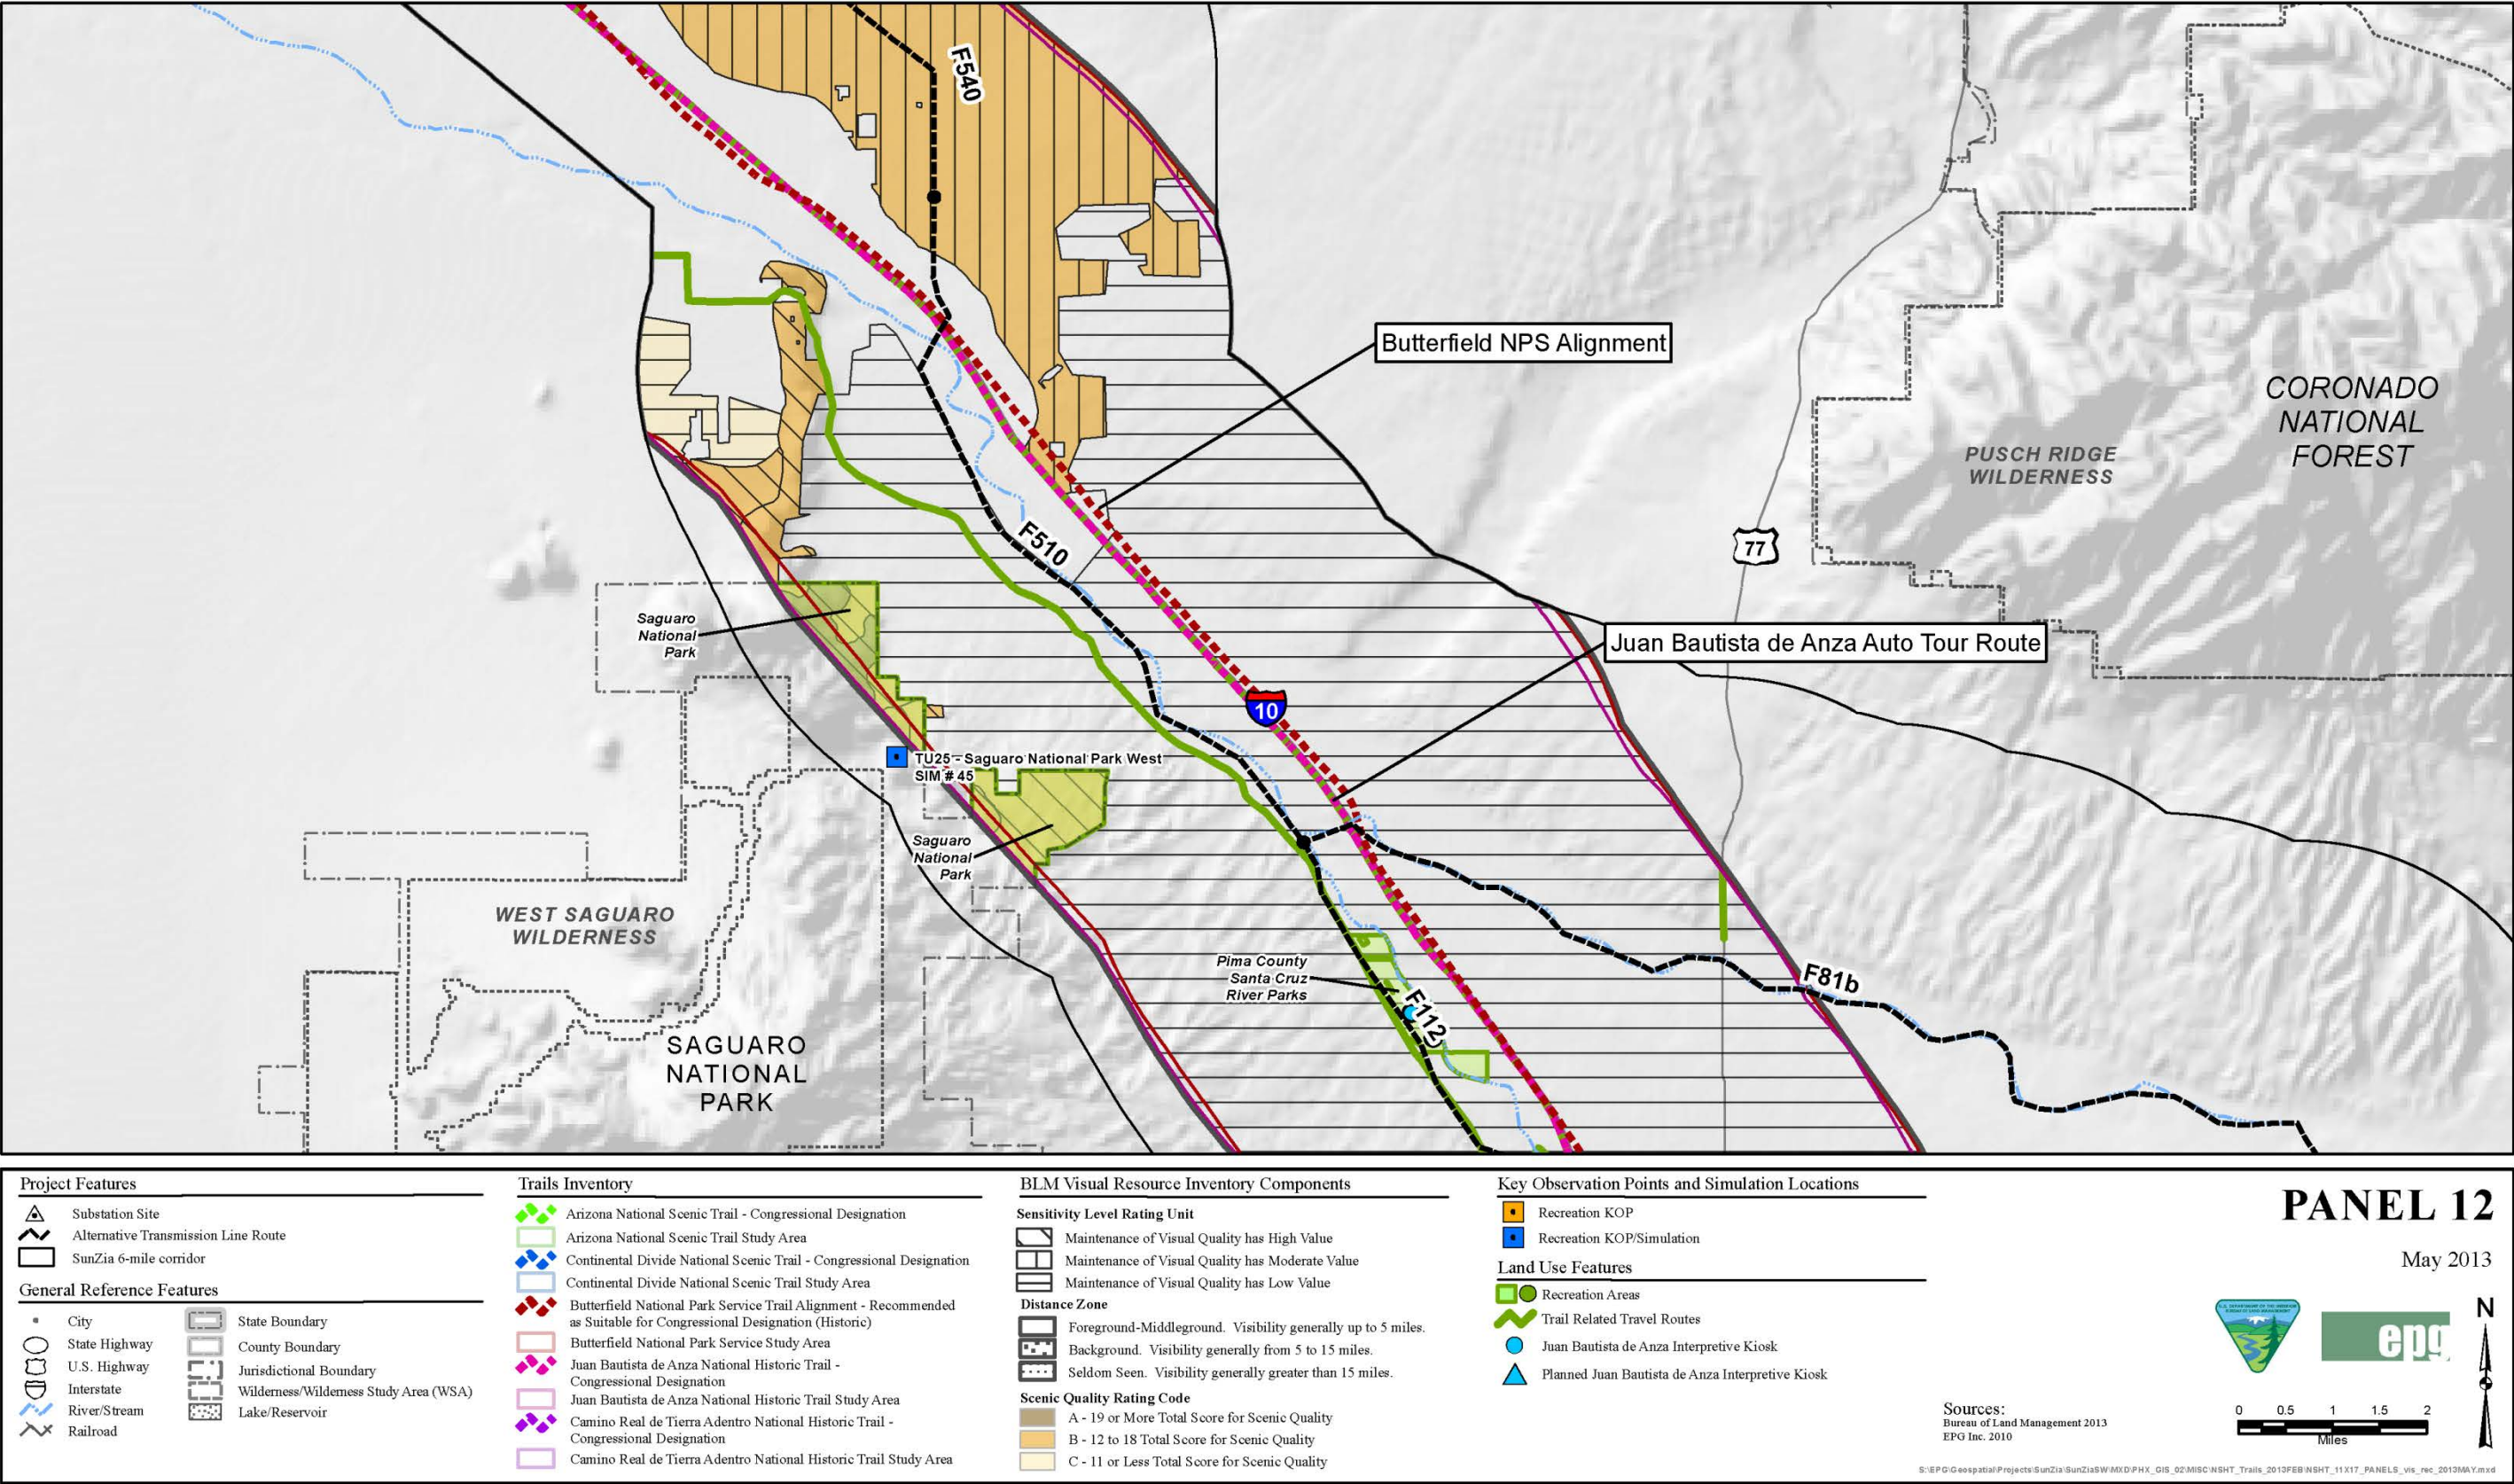 F540
Butterfield NPS Alignment
CORONADO
NATIONAL
FOREST
PUSCH RIDGE
WILDERNESS
77
F510
Saguaro
National
Park
Juan Bautista de Anza Auto Tour Route
10
TU25 - Saguaro National Park West
SIM # 45
Saguaro
National
Park
WEST SAGUARO
WILDERNESS
Pima County
Santa Cruz
River Parks
F81b
F112
SAGUARO
NATIONAL
PARK
Project Features
Substation Site
Alternative Transmission Line Route
SunZia 6-mile corridor
General Reference Features
City
State Highway
U.S. Highway
Interstate
River/Stream
Railroad
State Boundary
County Boundary
Jurisdictional Boundary
Wilderness/Wilderness Study Area (WSA)
Lake/Reservoir
Trails Inventory
Arizona National Scenic Trail - Congressional Designation
Arizona National Scenic Trail Study Area
Continental Divide National Scenic Trail - Congressional Designation
Continental Divide National Scenic Trail Study Area
Butterfield National Park Service Trail Alignment - Recommended
as Suitable for Congressional Designation (Historic)
Butterfield National Park Service Study Area
Juan Bautista de Anza National Historic Trail -
Congressional Designation
Juan Bautista de Anza National Historic Trail Study Area
Camino Real de Tierra Adentro National Historic Trail -
Congressional Designation
Camino Real de Tierra Adentro National Historic Trail Study Area
BLM Visual Resource Inventory Components
Sensitivity Level Rating Unit
Maintenance of Visual Quality has High Value
Maintenance of Visual Quality has Moderate Value
Maintenance of Visual Quality has Low Value
Distance Zone
Foreground-Middleground. Visibility generally up to 5 miles.
Background. Visibility generally from 5 to 15 miles.
Seldom Seen. Visibility generally greater than 15 miles.
Scenic Quality Rating Code
A - 19 or More Total Score for Scenic Quality
B - 12 to 18 Total Score for Scenic Quality
C - 11 or Less Total Score for Scenic Quality
Key Observation Points and Simulation Locations
Recreation KOP
Recreation KOP/Simulation
Land Use Features
Recreation Areas
Trail Related Travel Routes
Juan Bautista de Anza Interpretive Kiosk
Planned Juan Bautista de Anza Interpretive Kiosk
PANEL 12
May 2013
epg
N
Sources:
Bureau of Land Management 2013
EPG Inc. 2010
0 0.5 1 1.5 2
Miles
S:\EPG\Geospatial\Projects\SunZia\SunZiaSW\MXD\PHX_GIS_02\MISC\NSHT_Trails_2013FEB\NSHT_11X17_PANELS_vis_rec_2013MAY.mxd